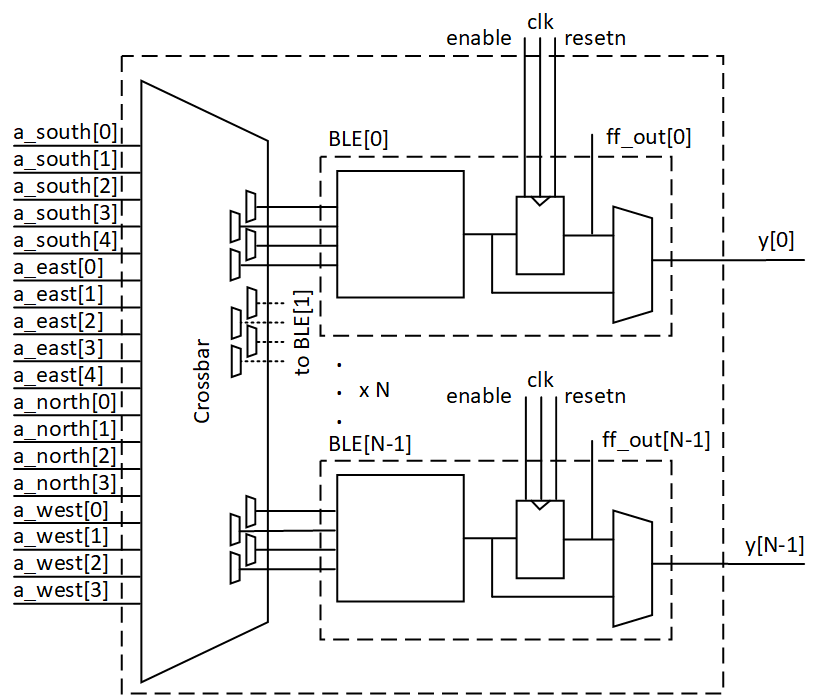 clk
enable
resetn
a_south[0]
a_south[1]
a_south[2]
a_south[3]
a_south[4]
a_east[0]
a_east[1]
a_east[2]
a_east[3]
a_east[4]
a_north[0]
a_north[1]
a_north[2]
a_north[3]
a_west[0]
a_west[1]
a_west[2]
a_west[3]
Crossbar
to BLE[1]
BLE[0]
ff_out[0]
y[0]
.
. x N
.
clk
enable
resetn
BLE[N-1]
ff_out[N-1]
y[N-1]